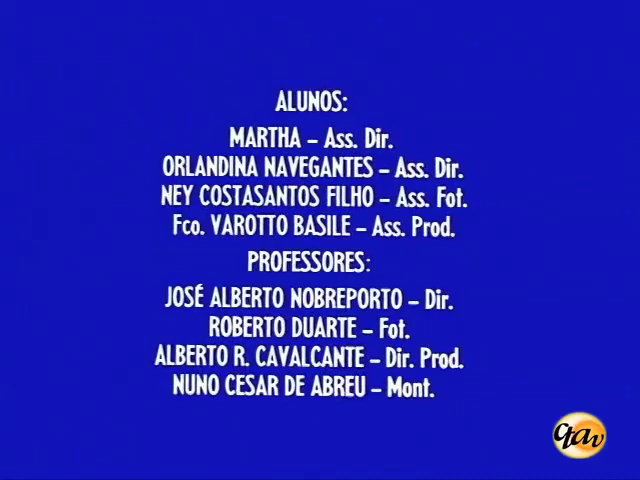 ALUNOS:
MARTHA – Ass. Dir.
ORLANDINA NAVEGANTES – Ass. Dir.
NEY COSTASANTOS FILHO – Ass. Fot.
Fco. VAROTTO BASILE – Ass. Prod.
PROFESSORES:
JOSÉ ALBERTO NOBREPORTO – Dir.
ROBERTO DUARTE – Fot.
ALBERTO R. CAVALCANTE – Dir. Prod.
NUNO CESAR DE ABREU – Mont.
ctav